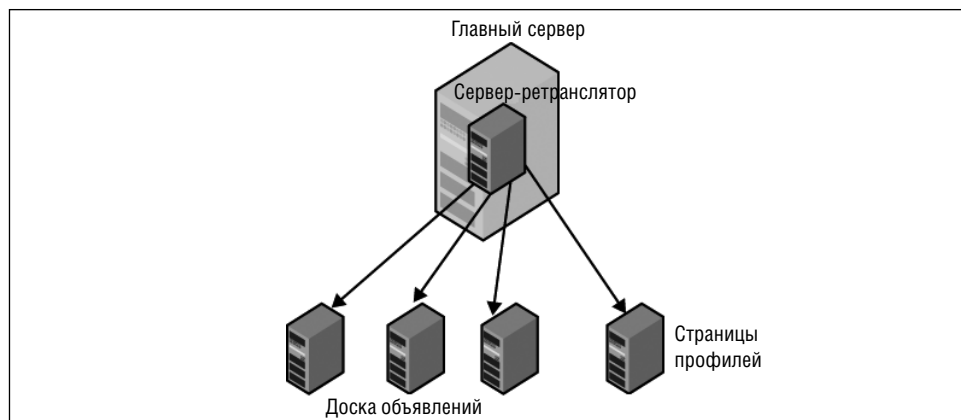 Главный сервер
Сервер-ретранслятор
Страницы
профилей
Доска объявлений